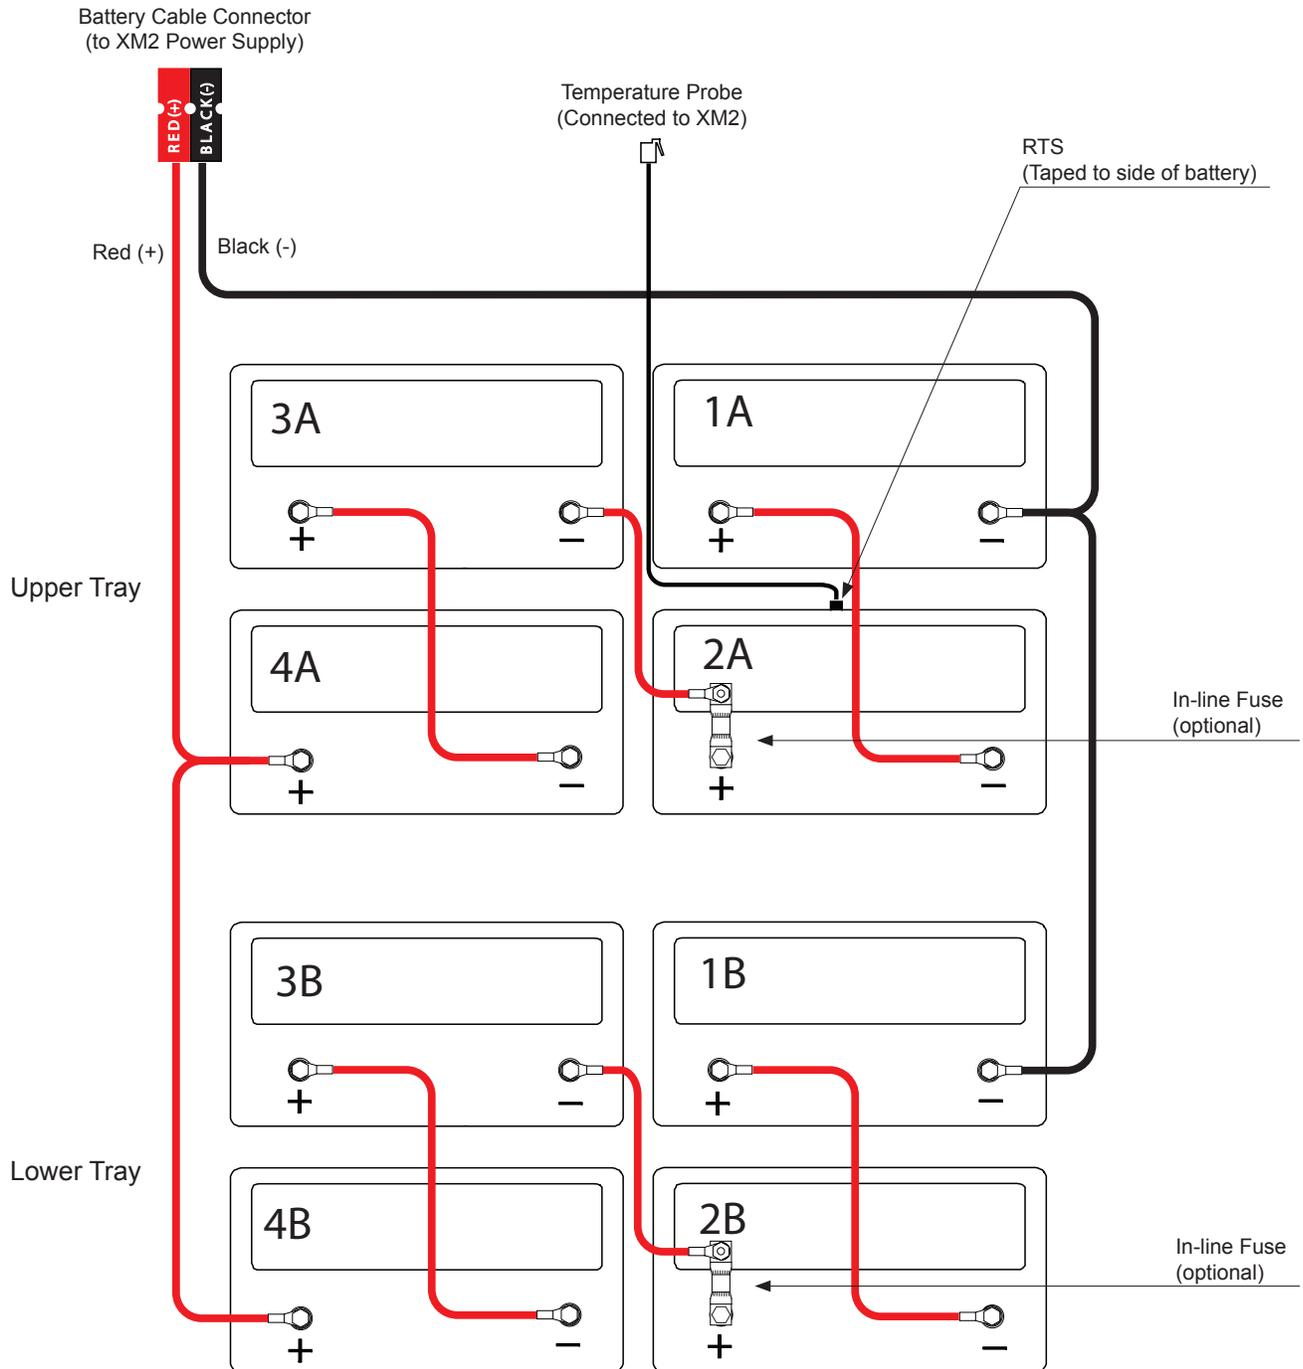 Battery Cable Connector
(to XM2 Power Supply)
RED(+)
BLACK(-)
Temperature Probe
(Connected to XM2)
RTS
(Taped to side of battery)
Red (+)
Black (-)
3A
1A
+
−
+
−
Upper Tray
4A
2A
In-line Fuse
(optional)
+
−
+
−
3B
1B
+
−
+
−
Lower Tray
4B
2B
In-line Fuse
(optional)
+
−
+
−